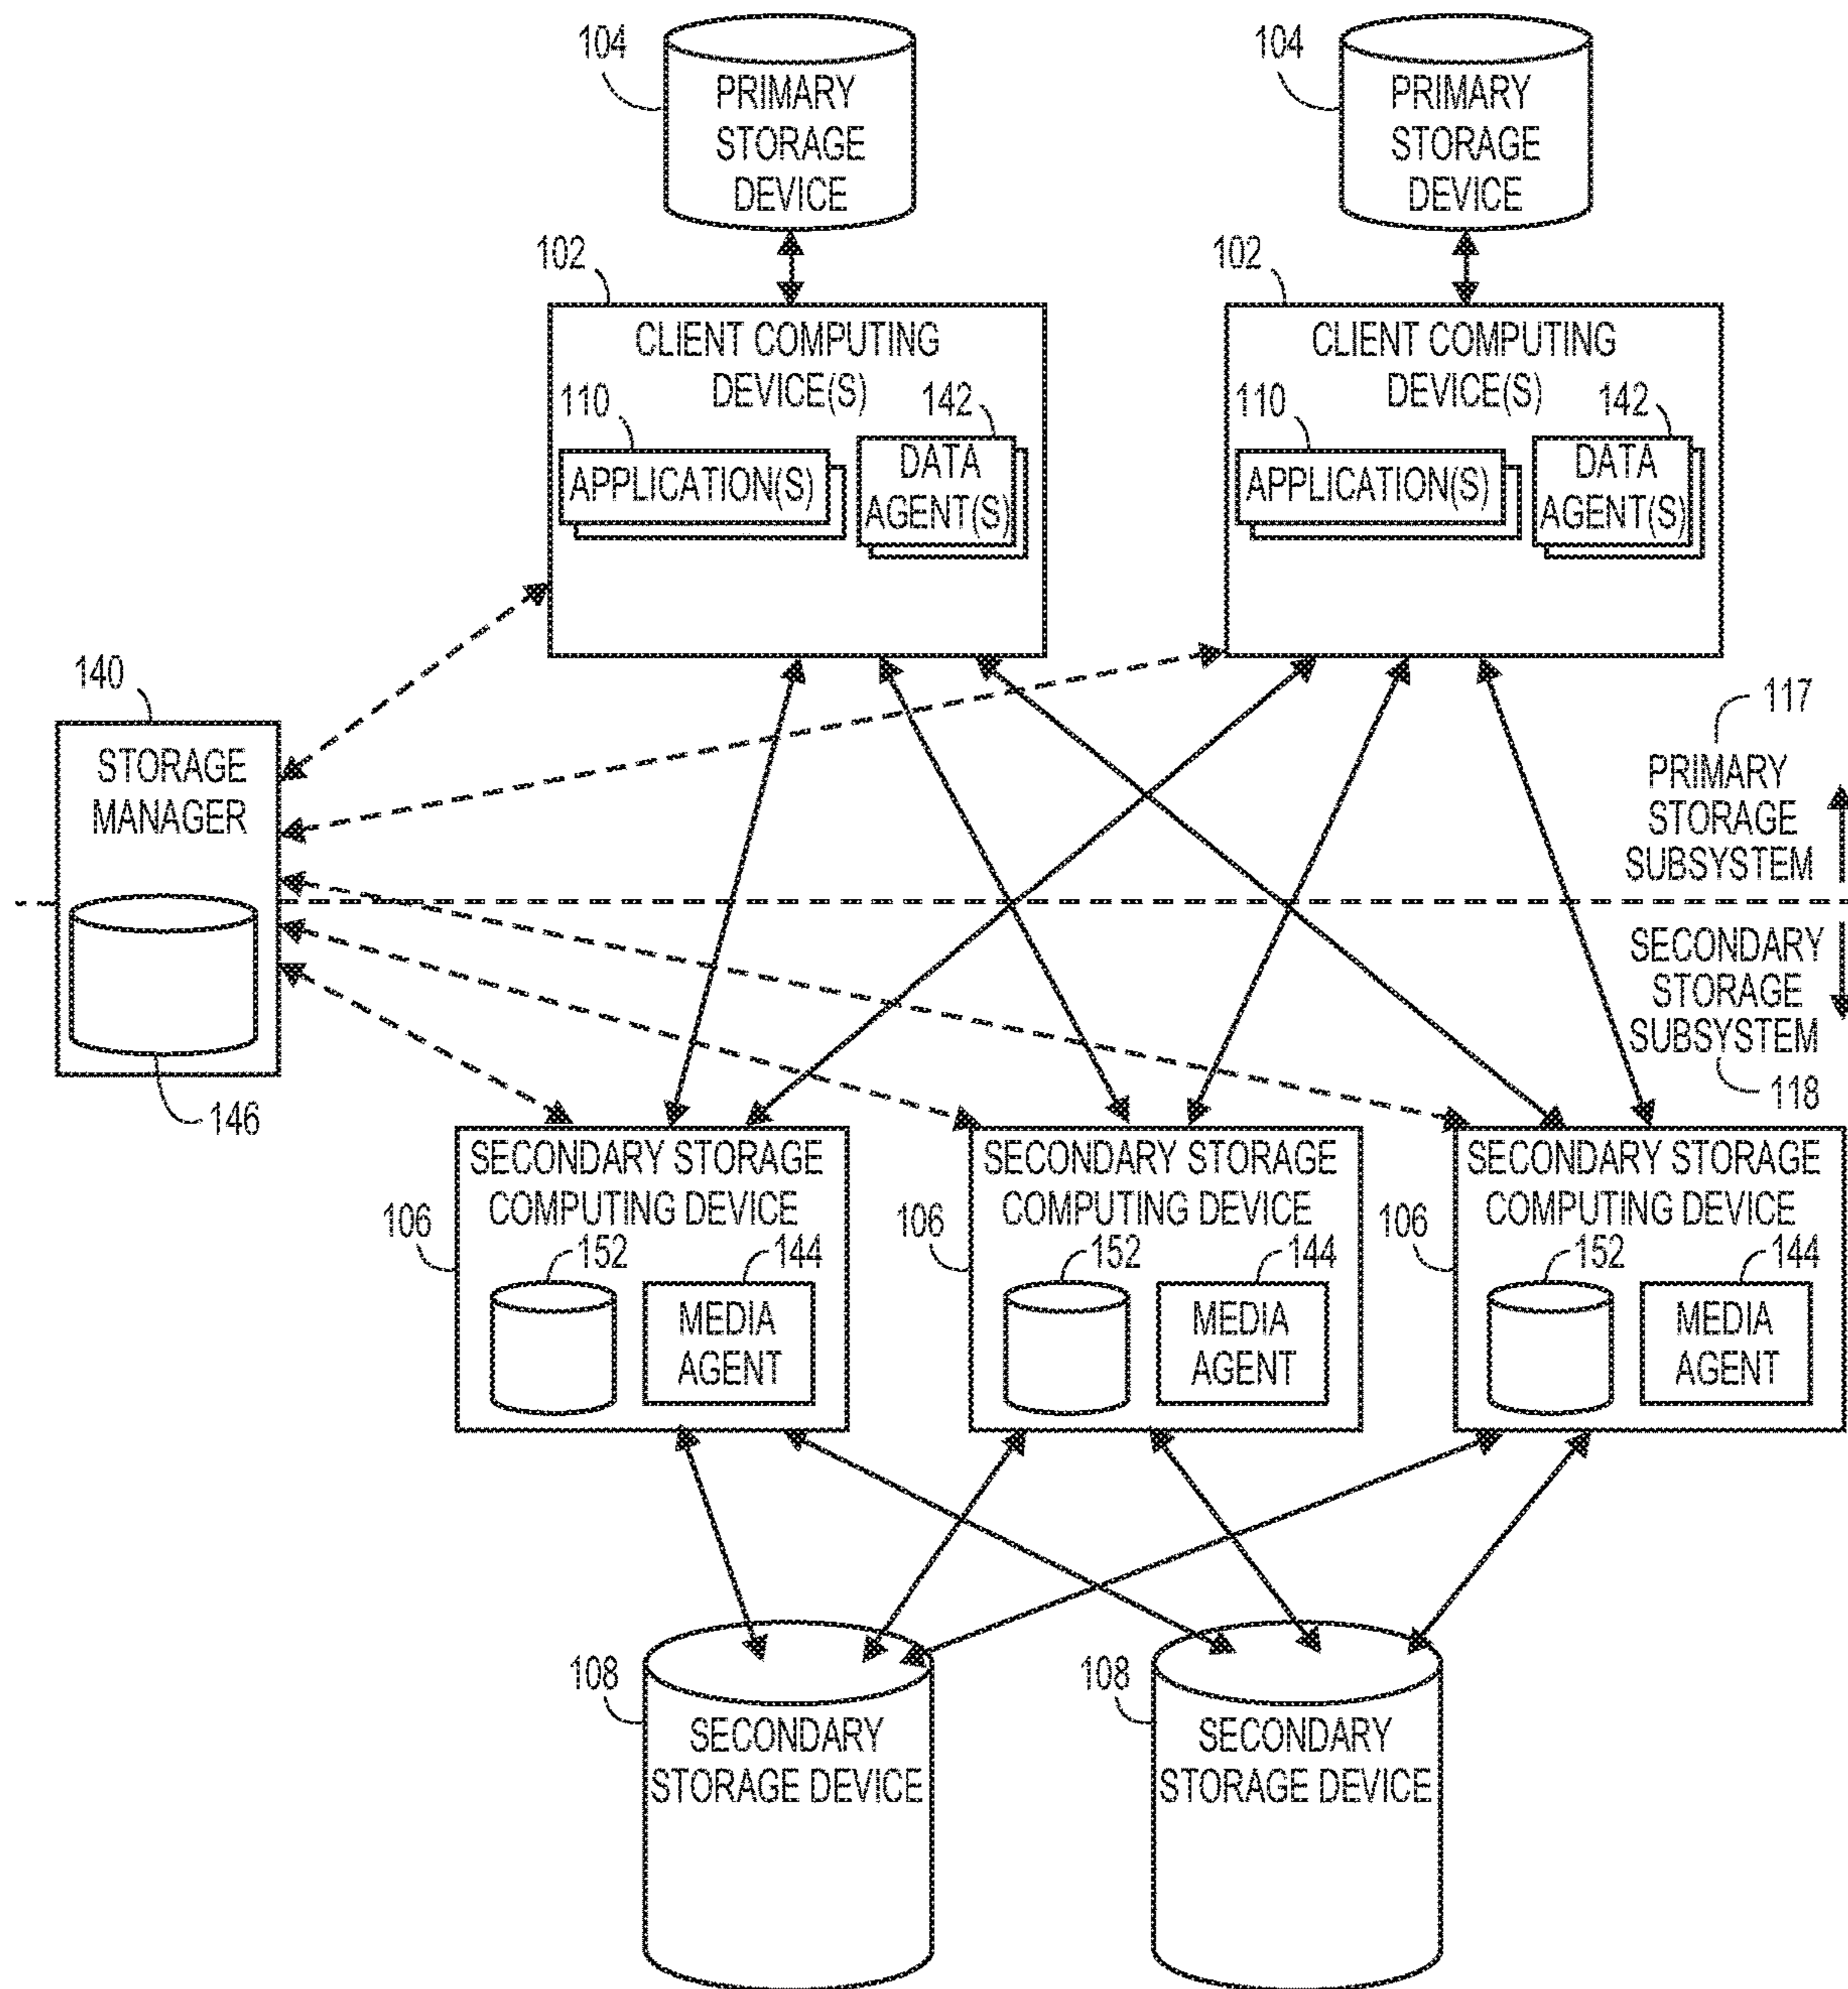 104
PRIMARY
STORAGE
DEVICE
104
PRIMARY
STORAGE
DEVICE
102
CLIENT COMPUTING
DEVICE(S)
110
142
APPLICATION(S)
DATA
AGENT(S)
102
CLIENT COMPUTING
DEVICE(S)
110
142
APPLICATION(S)
DATA
AGENT(S)
140
STORAGE
MANAGER
146
117
PRIMARY
STORAGE
SUBSYSTEM
SECONDARY
STORAGE
SUBSYSTEM
118
SECONDARY STORAGE
COMPUTING DEVICE
106
152
144
MEDIA
AGENT
SECONDARY STORAGE
COMPUTING DEVICE
106
152
144
MEDIA
AGENT
SECONDARY STORAGE
COMPUTING DEVICE
106
152
144
MEDIA
AGENT
108
SECONDARY
STORAGE DEVICE
108
SECONDARY
STORAGE DEVICE